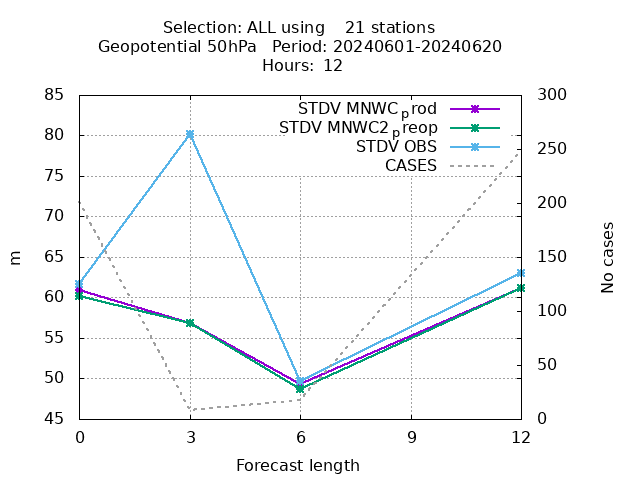 Selection: ALL using    21 stations
Geopotential 50hPa   Period: 20240601-20240620
Hours: 12
85
80
75
70
65
60
55
50
45
m
STDV MNWCprod
STDV MNWC2preop
STDV OBS
CASES
300
250
200
150
100
50
0
No cases
0 3 6 9 12
Forecast length